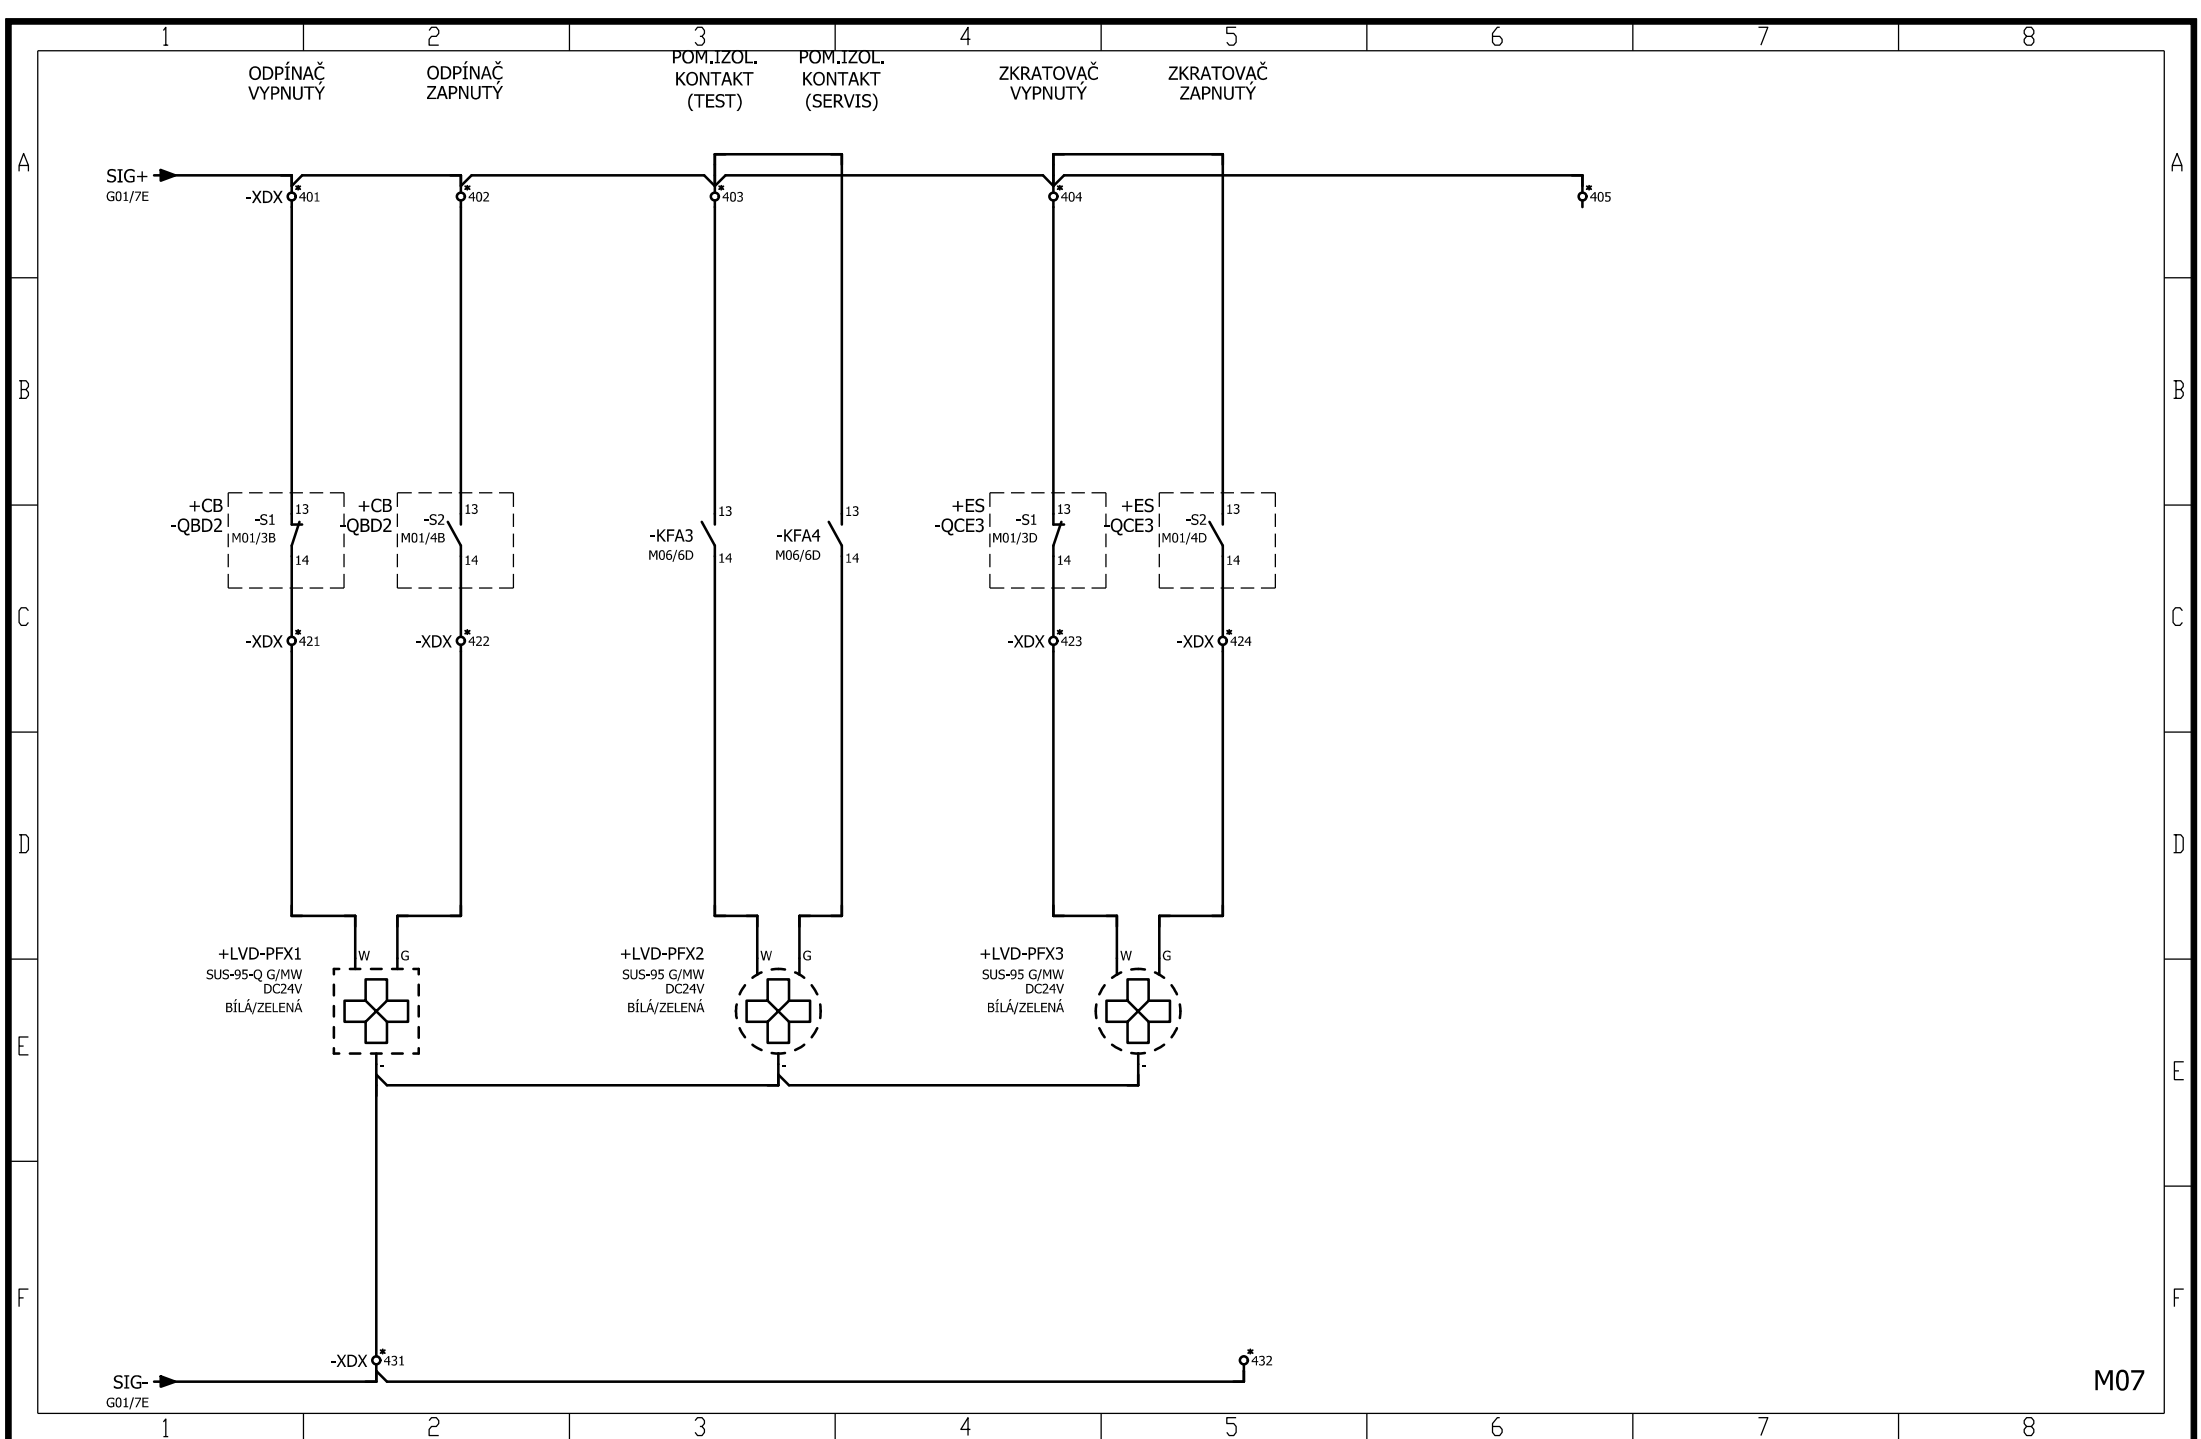 1 2 3 4 5 6 7 8
ODPÍNAČ
VYPNUTÝ
ODPÍNAČ
ZAPNUTÝ
POM.IZOL.
KONTAKT
(TEST)
POM.IZOL.
KONTAKT
(SERVIS)
ZKRATOVAČ
VYPNUTÝ
ZKRATOVAČ
ZAPNUTÝ
A A
SIG+
G01/7E
-XDX *401
*402
*403
*404
*405
B B
+CB
-QBD2
-S1
M01/3B
13
14
+CB
-QBD2
-S2
M01/4B
13
14
-KFA3
M06/6D
13
14
-KFA4
M06/6D
13
14
+ES
-QCE3
-S1
M01/3D
13
14
+ES
-QCE3
-S2
M01/4D
13
14
C C
-XDX *421
-XDX *422
-XDX *423
-XDX *424
D D
+LVD-PFX1
SUS-95-Q G/MW
DC24V
BÍLÁ/ZELENÁ
W G
-
+LVD-PFX2
SUS-95 G/MW
DC24V
BÍLÁ/ZELENÁ
W G
-
+LVD-PFX3
SUS-95 G/MW
DC24V
BÍLÁ/ZELENÁ
W G
-
E E
F F
-XDX *431
*432
SIG-
G01/7E
M07
1 2 3 4 5 6 7 8